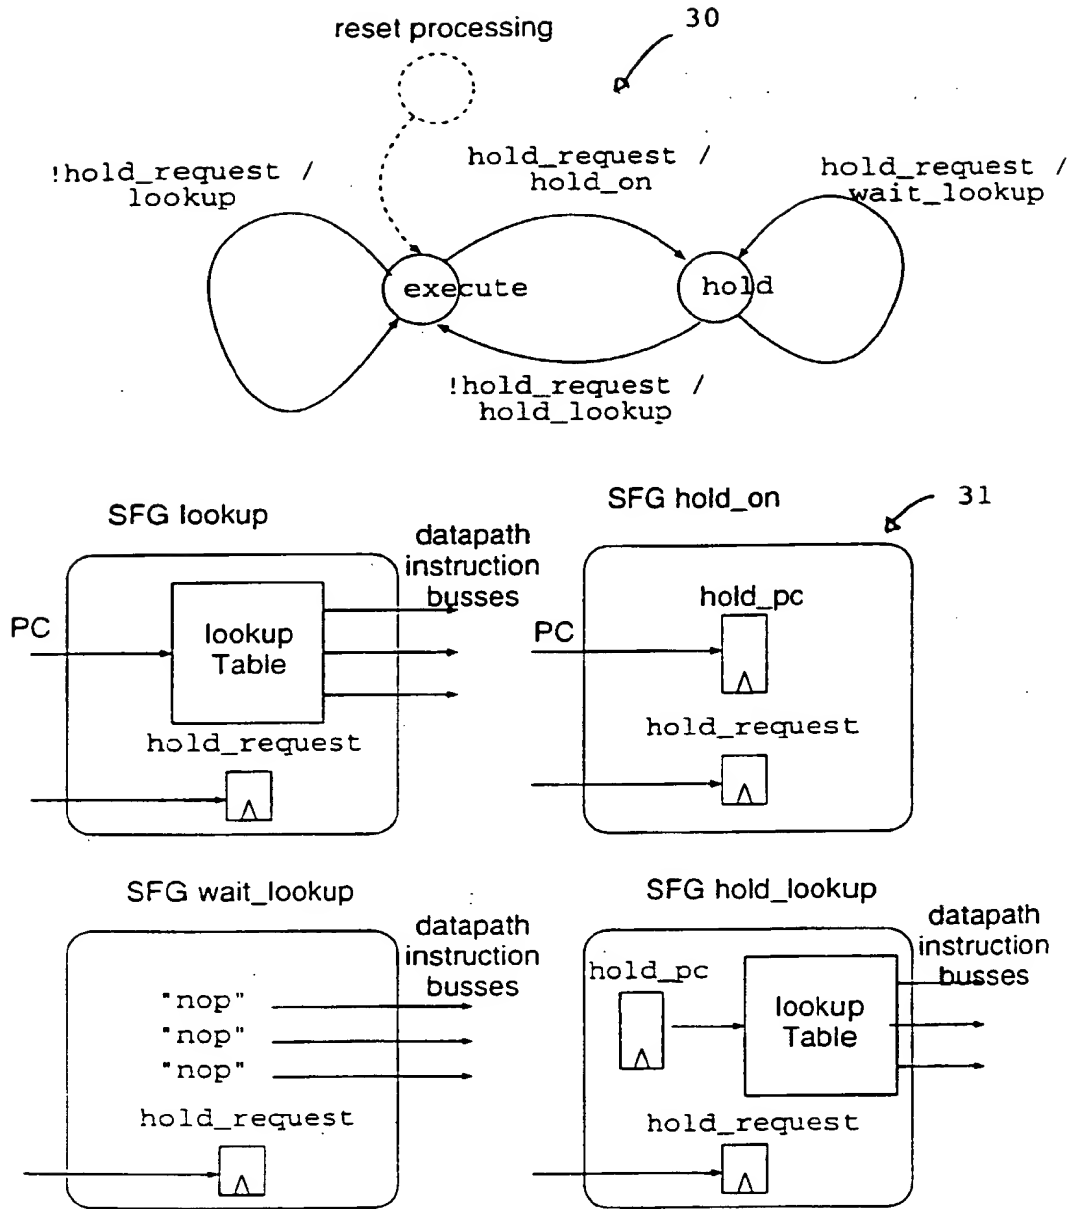 reset processing
30
!hold_request /
lookup
hold_request /
hold_on
hold_request /
wait_lookup
execute
hold
!hold_request /
hold_lookup
SFG lookup
datapath
instruction
busses
PC
lookup
Table
hold_request
SFG hold_on
31
hold_pc
PC
hold_request
SFG wait_lookup
datapath
instruction
busses
"nop"
"nop"
"nop"
hold_request
SFG hold_lookup
datapath
instruction
busses
hold_pc
lookup
Table
hold_request